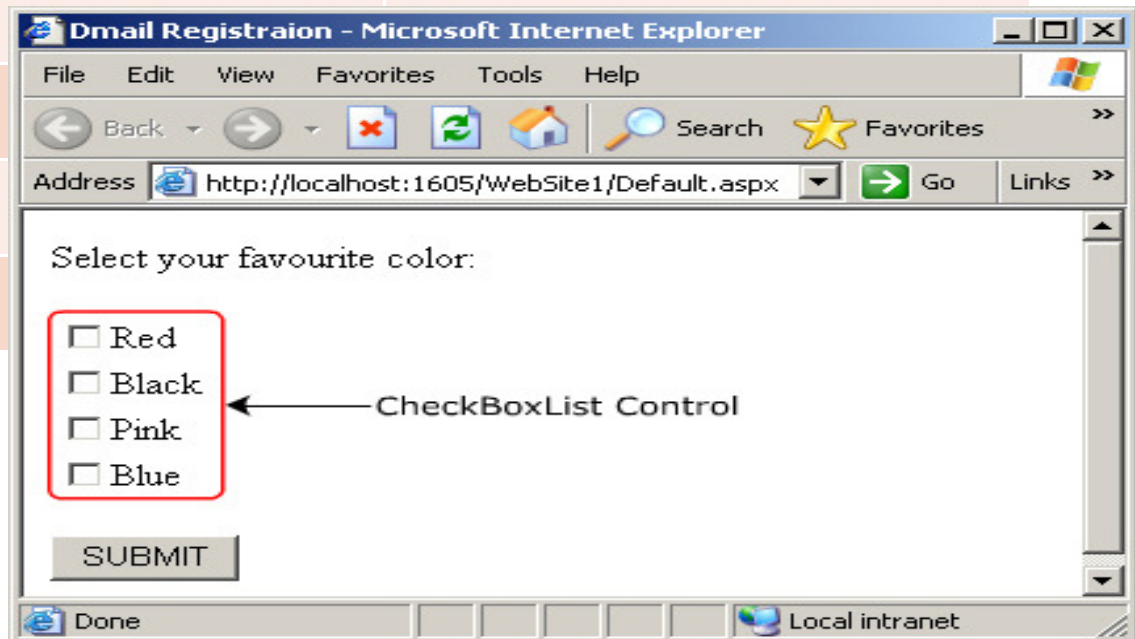 Dmail Registraion - Microsoft Internet Explorer
File Edit View Favorites Tools Help
Back Search Favorites »
Address http://localhost:1605/WebSite1/Default.aspx Go Links »
Select your favourite color:
Red
Black
CheckBoxList Control
Pink
Blue
SUBMIT
Done Local intranet